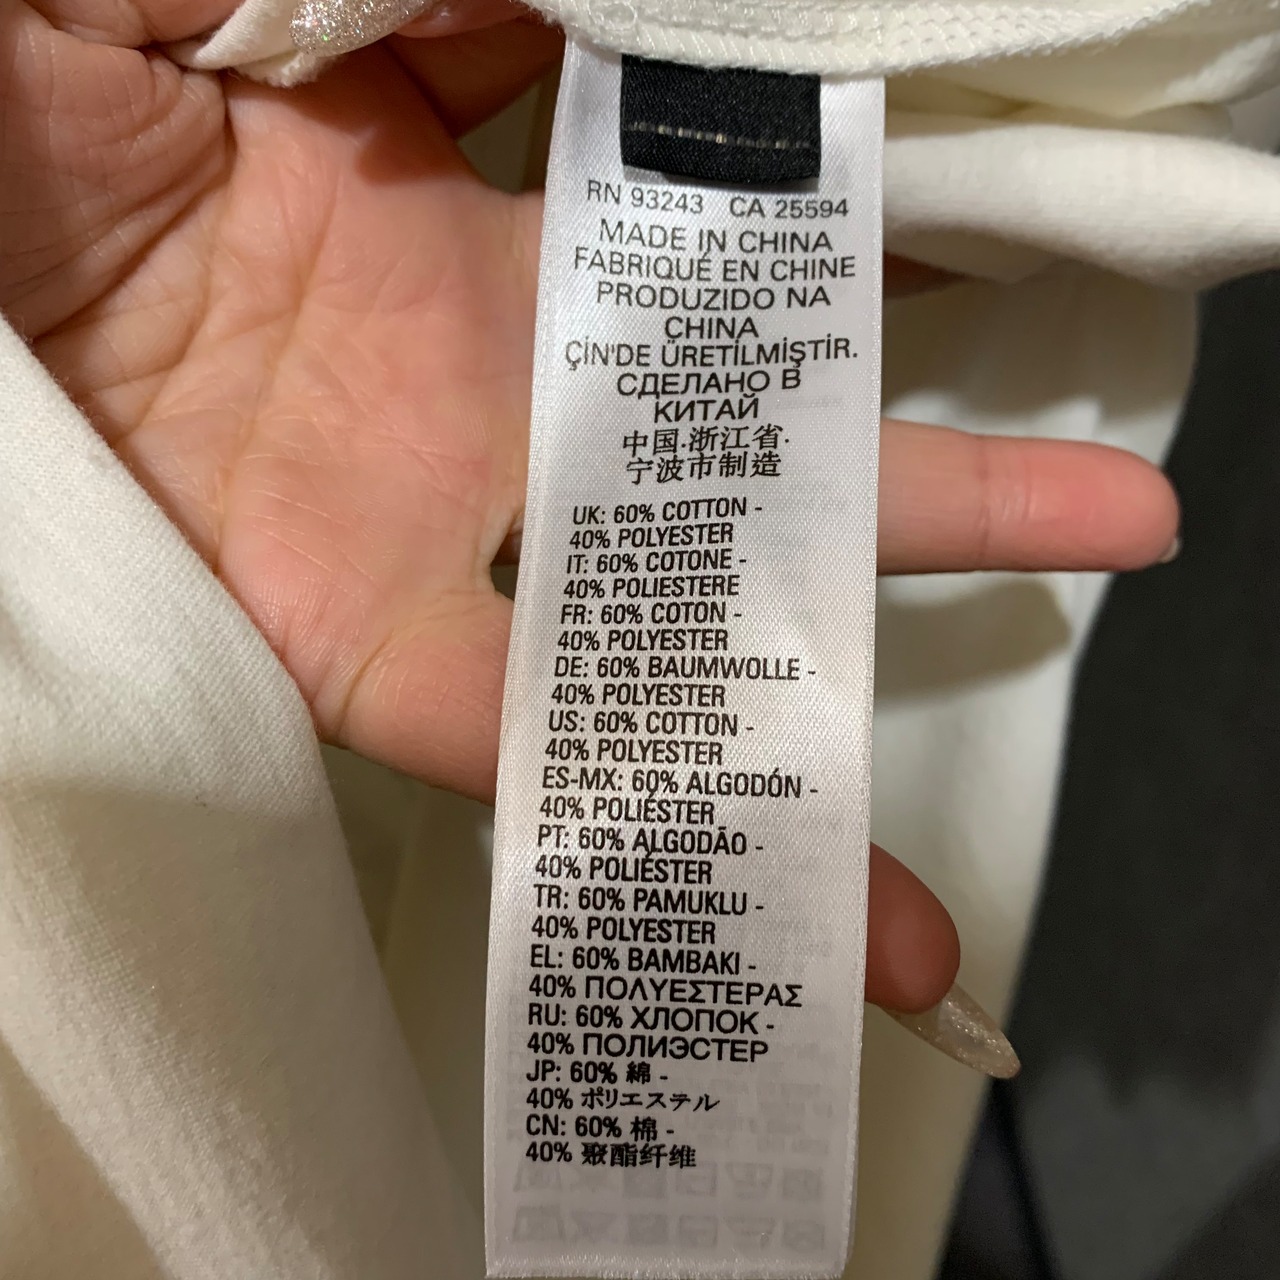 RN 93243 CA 25594
MADE IN CHINA
FABRIQUÉ EN CHINE
PRODUZIDO NA
CHINA
ÇİN'DE ÜRETİLMİŞTİR.
СДЕЛАНО В
КИТАЙ
中国.浙江省.
宁波市制造
UK: 60% COTTON -
40% POLYESTER
IT: 60% COTONE -
40% POLIESTERE
FR: 60% COTON -
40% POLYESTER
DE: 60% BAUMWOLLE -
40% POLYESTER
US: 60% COTTON -
40% POLYESTER
ES-MX: 60% ALGODÓN -
40% POLIÉSTER
PT: 60% ALGODÃO -
40% POLIÉSTER
TR: 60% PAMUKLU -
40% POLYESTER
EL: 60% ΒΑΜΒΑΚΙ -
40% ΠΟΛΥΕΣΤΕΡΑΣ
RU: 60% ХЛОПОК -
40% ПОЛИЭСТЕР
JP: 60% 綿 -
40% ポリエステル
CN: 60% 棉 -
40% 聚酯纤维